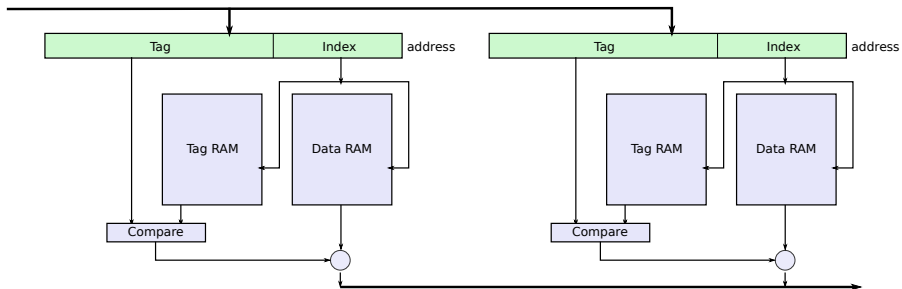 Tag Index address Tag Index address
Tag RAM Data RAM Tag RAM Data RAM
Compare Compare